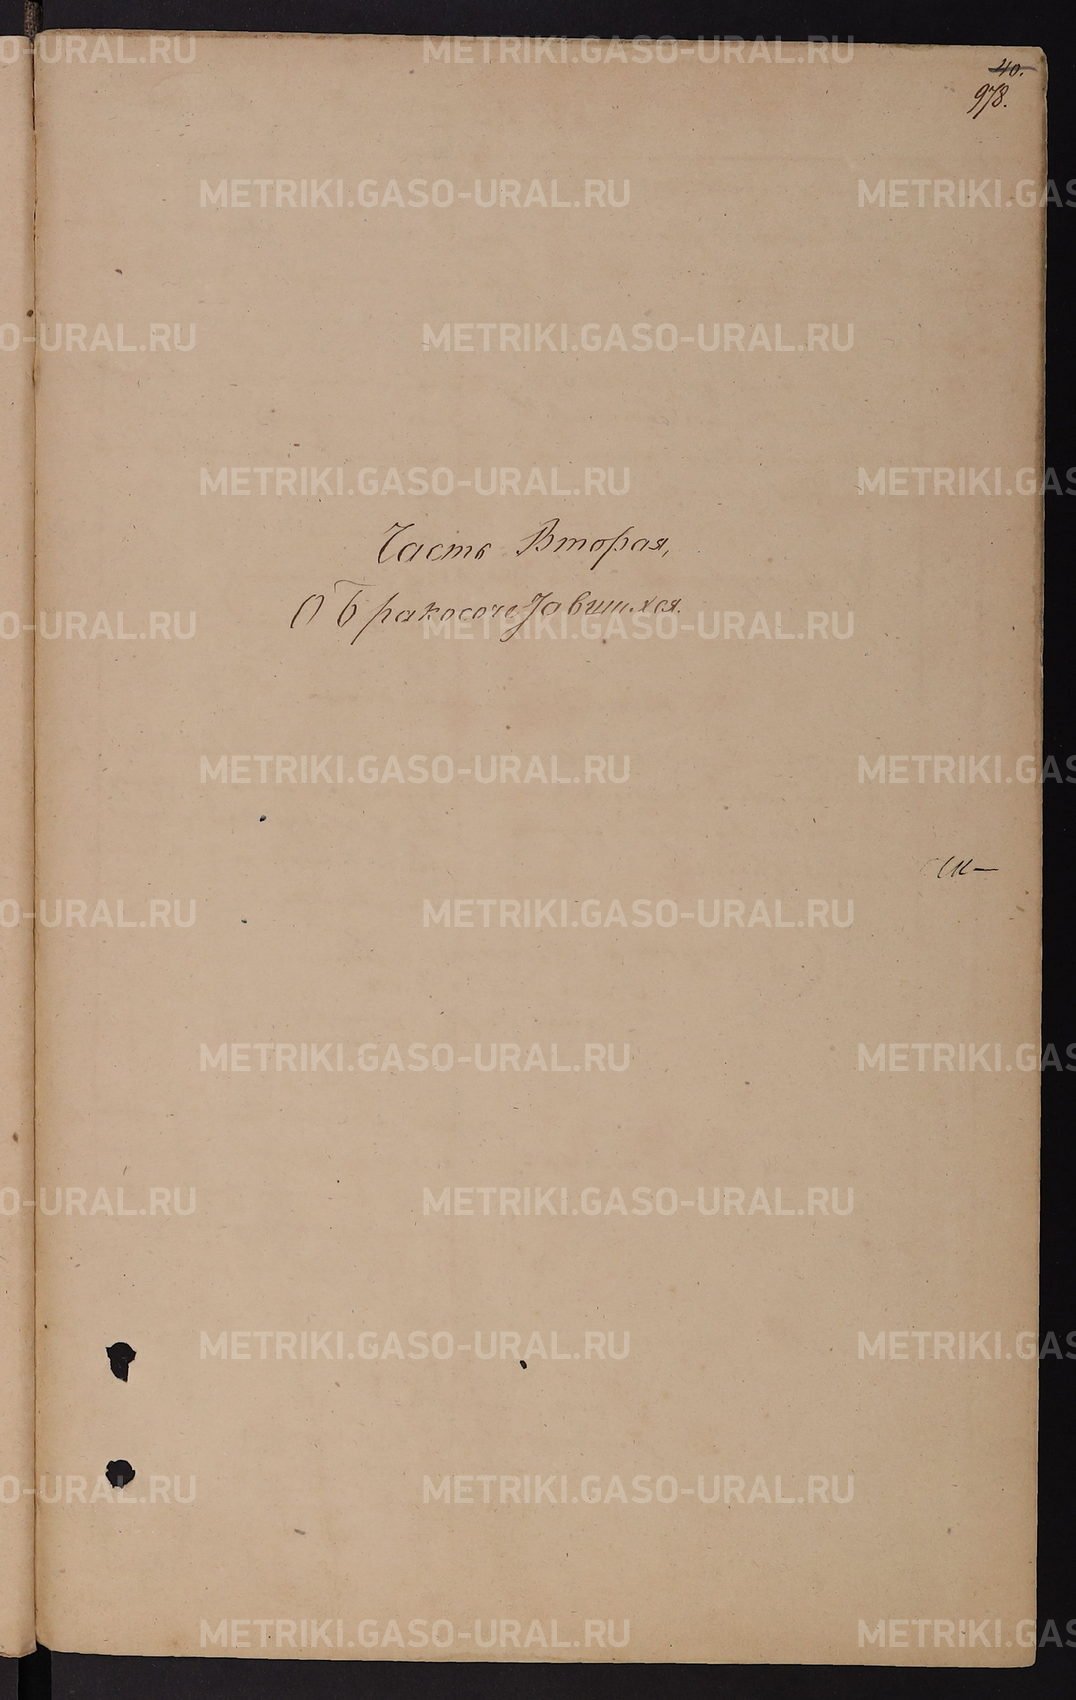 40.
978.
Часть Вторая,
О Бракосочетавшихся.
METRIKI.GASO-URAL.RU